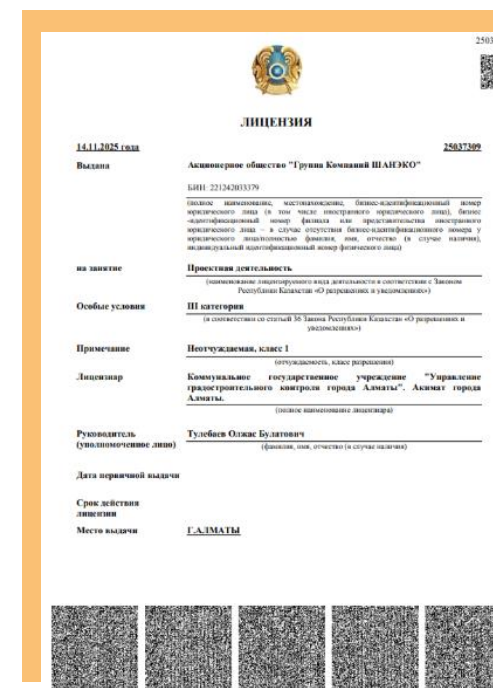 2503
ЛИЦЕНЗИЯ
14.11.2025 года 25037309
Выдана Акционерное общество "Группа Компаний ШАНЭКО"
БИН: 221242033379
(полное наименование, местонахождение, бизнес-идентификационный номер
юридического лица (в том числе иностранного юридического лица), бизнес
-идентификационный номер филиала или представительства иностранного
юридического лица – в случае отсутствия бизнес-идентификационного номера у
юридического лица/полностью фамилия, имя, отчество (в случае наличия),
индивидуальный идентификационный номер физического лица)
на занятие Проектная деятельность
(наименование лицензируемого вида деятельности в соответствии с Законом
Республики Казахстан «О разрешениях и уведомлениях»)
Особые условия III категория
(в соответствии со статьей 36 Закона Республики Казахстан «О разрешениях и
уведомлениях»)
Примечание Неотчуждаемая, класс 1
(отчуждаемость, класс разрешения)
Лицензиар Коммунальное государственное учреждение "Управление
градостроительного контроля города Алматы". Акимат города
Алматы.
(полное наименование лицензиара)
Руководитель Тулебаев Олжас Булатович
(уполномоченное лицо) (фамилия, имя, отчество (в случае наличия)
Дата первичной выдачи
Срок действия
лицензии
Место выдачи Г.АЛМАТЫ